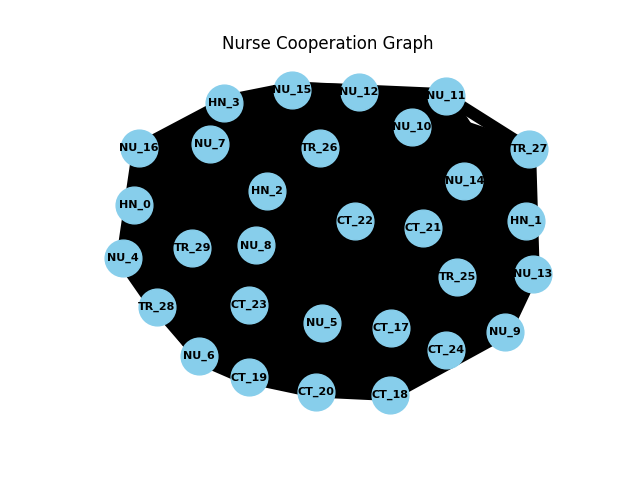 Nurse Cooperation Graph
NU_15
NU_12
NU_11
HN_3
NU_10
NU_7
NU_16
TR_26
TR_27
NU_14
HN_2
HN_0
CT_22
HN_1
CT_21
NU_8
TR_29
NU_4
NU_13
TR_25
CT_23
TR_28
NU_5
CT_17
NU_9
CT_24
NU_6
CT_19
CT_20
CT_18